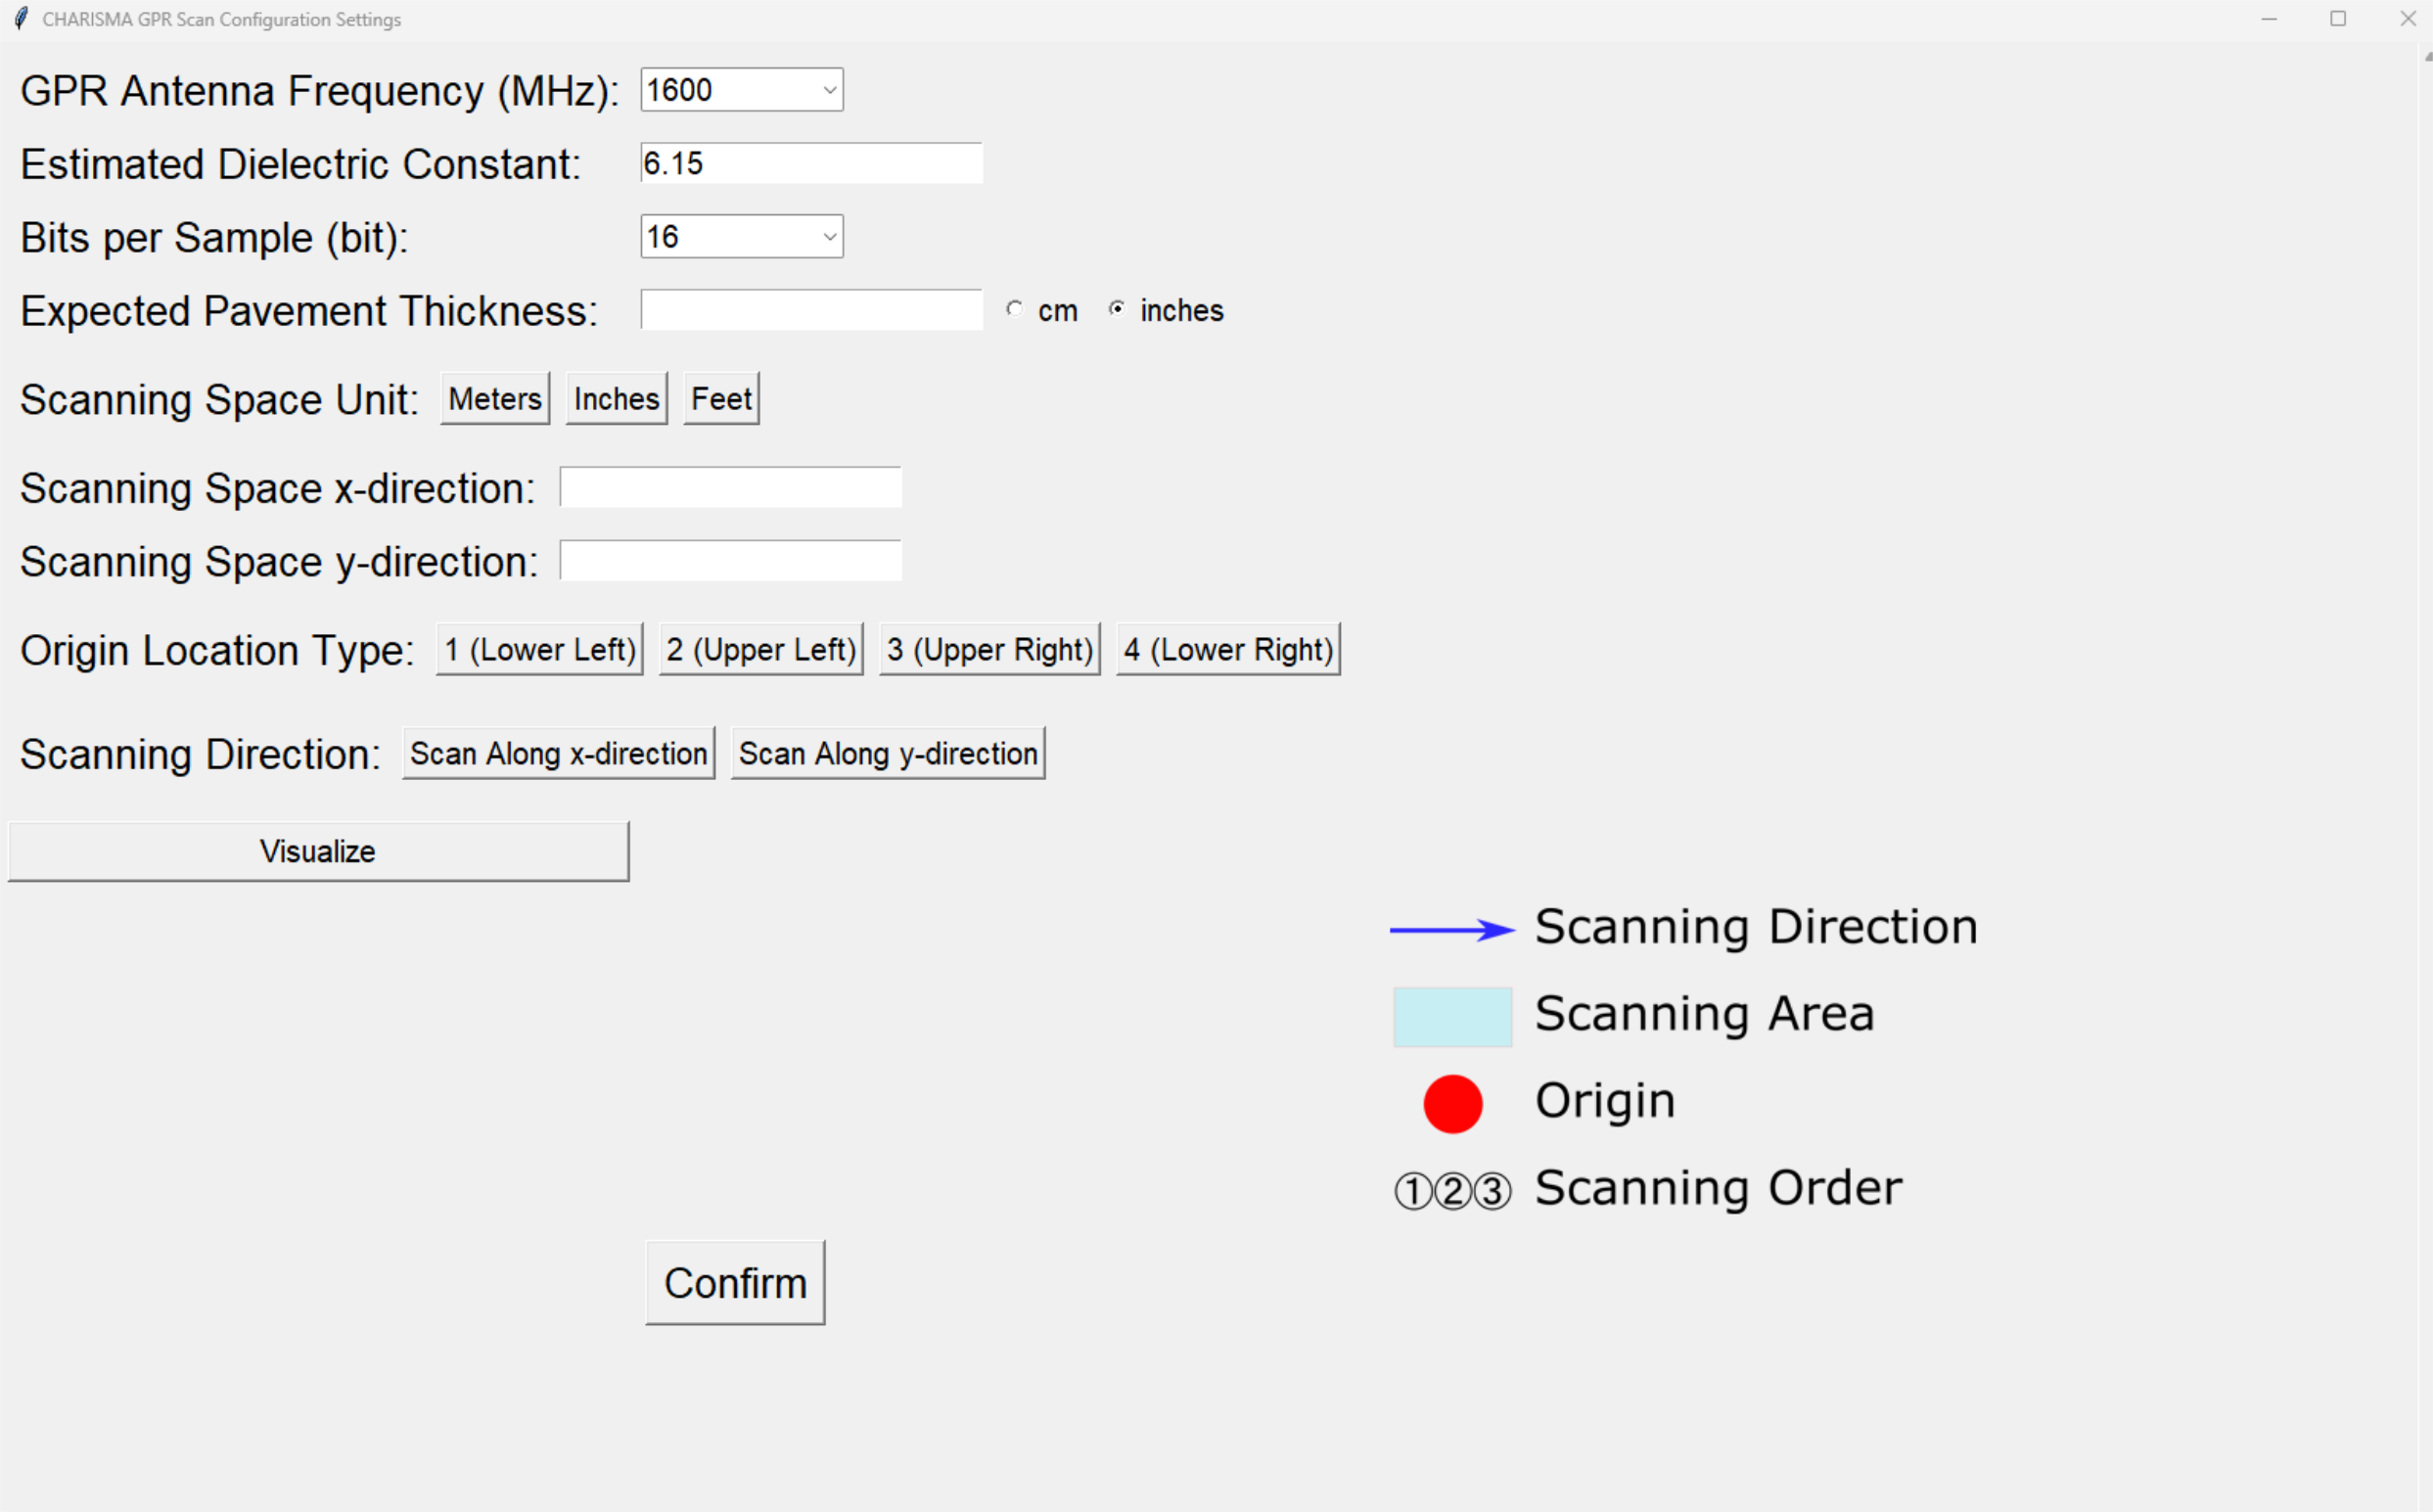 CHARISMA GPR Scan Configuration Settings
GPR Antenna Frequency (MHz): 1600
Estimated Dielectric Constant: 6.15
Bits per Sample (bit): 16
Expected Pavement Thickness: cm inches
Scanning Space Unit: Meters Inches Feet
Scanning Space x-direction:
Scanning Space y-direction:
Origin Location Type: 1 (Lower Left) 2 (Upper Left) 3 (Upper Right) 4 (Lower Right)
Scanning Direction: Scan Along x-direction Scan Along y-direction
Visualize
Scanning Direction
Scanning Area
Origin
①②③ Scanning Order
Confirm